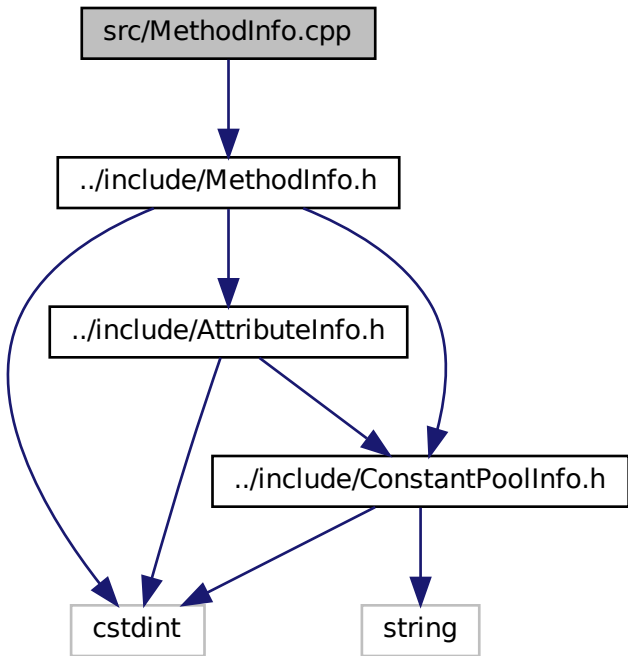 src/MethodInfo.cpp
../include/MethodInfo.h
../include/AttributeInfo.h
../include/ConstantPoolInfo.h
cstdint
string